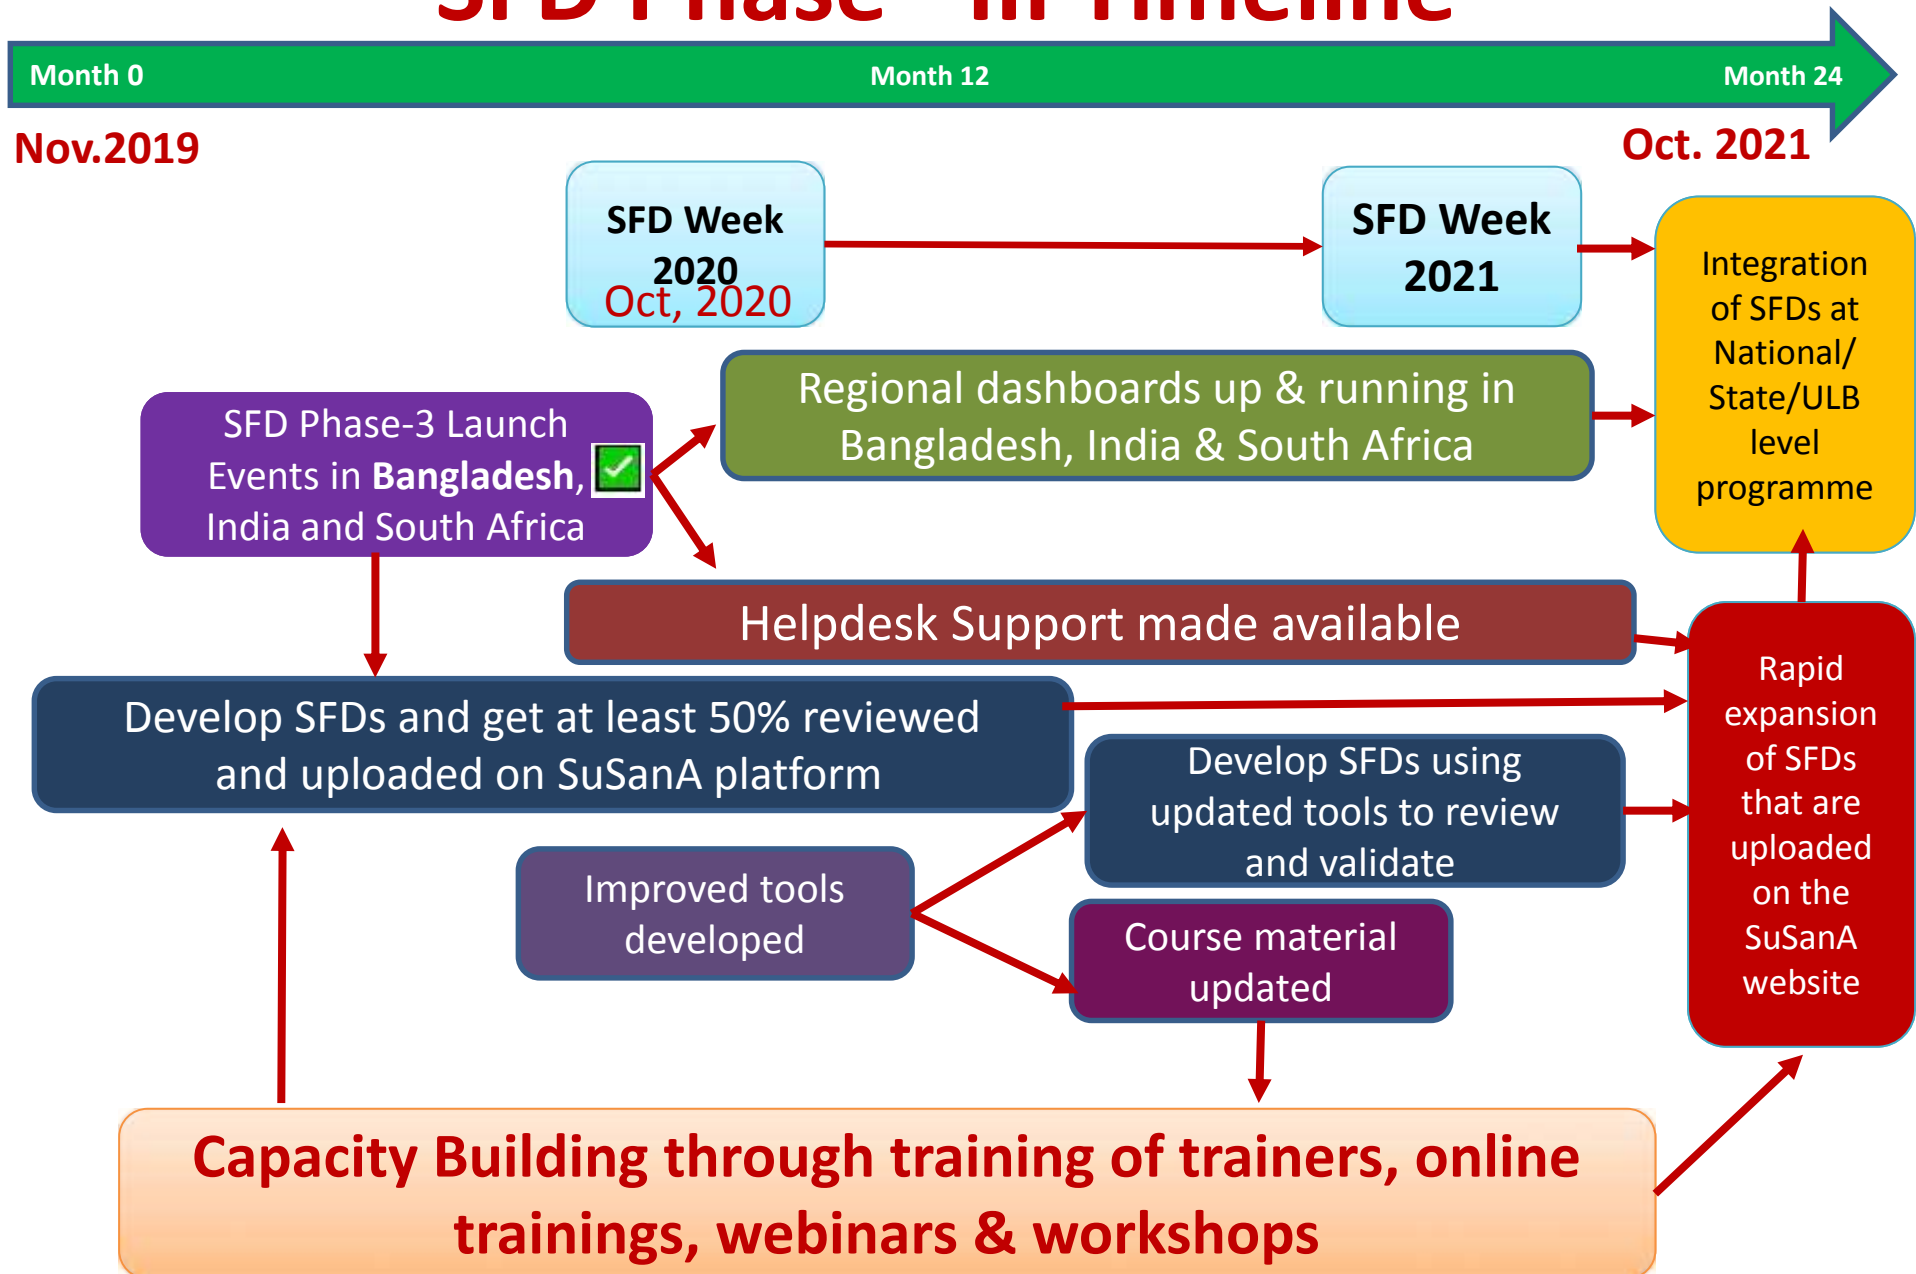 SFD Phase - III Timeline
Month 0
Month 12
Month 24
Nov.2019
Oct. 2021
SFD Week
2020
Oct, 2020
SFD Week
2021
Integration
of SFDs at
National/
State/ULB
level
programme
Regional dashboards up & running in
Bangladesh, India & South Africa
SFD Phase-3 Launch
Events in Bangladesh,
India and South Africa
Helpdesk Support made available
Develop SFDs and get at least 50% reviewed
and uploaded on SuSanA platform
Rapid
expansion
of SFDs
that are
uploaded
on the
SuSanA
website
Develop SFDs using
updated tools to review
and validate
Improved tools
developed
Course material
updated
Capacity Building through training of trainers, online
trainings, webinars & workshops